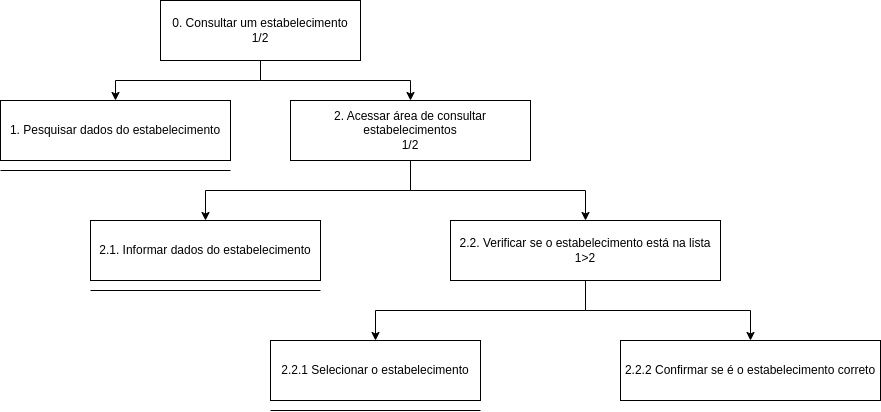 0. Consultar um estabelecimento
1/2
1. Pesquisar dados do estabelecimento
2. Acessar área de consultar
estabelecimentos
1/2
2.1. Informar dados do estabelecimento
2.2. Verificar se o estabelecimento está na lista
1>2
2.2.1 Selecionar o estabelecimento
2.2.2 Confirmar se é o estabelecimento correto